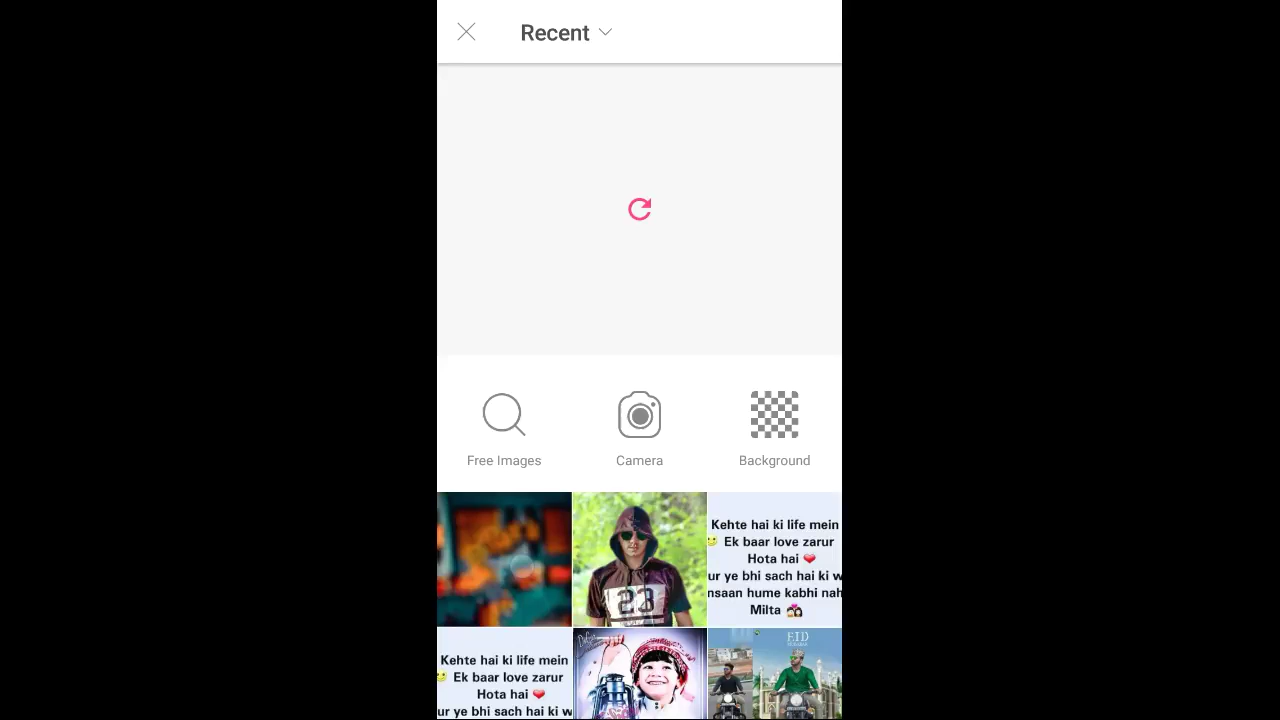 Recent
Free Images
Camera
Background
Kehte hai ki life mein
Ek baar love zarur
Hota hai ❤
ur ye bhi sach hai ki w
nsaan hume kabhi nah
Milta
23
Kehte hai ki life mein
Ek baar love zarur
Hota hai ❤
ur ye bhi sach hai ki w
EID
MUBARAK